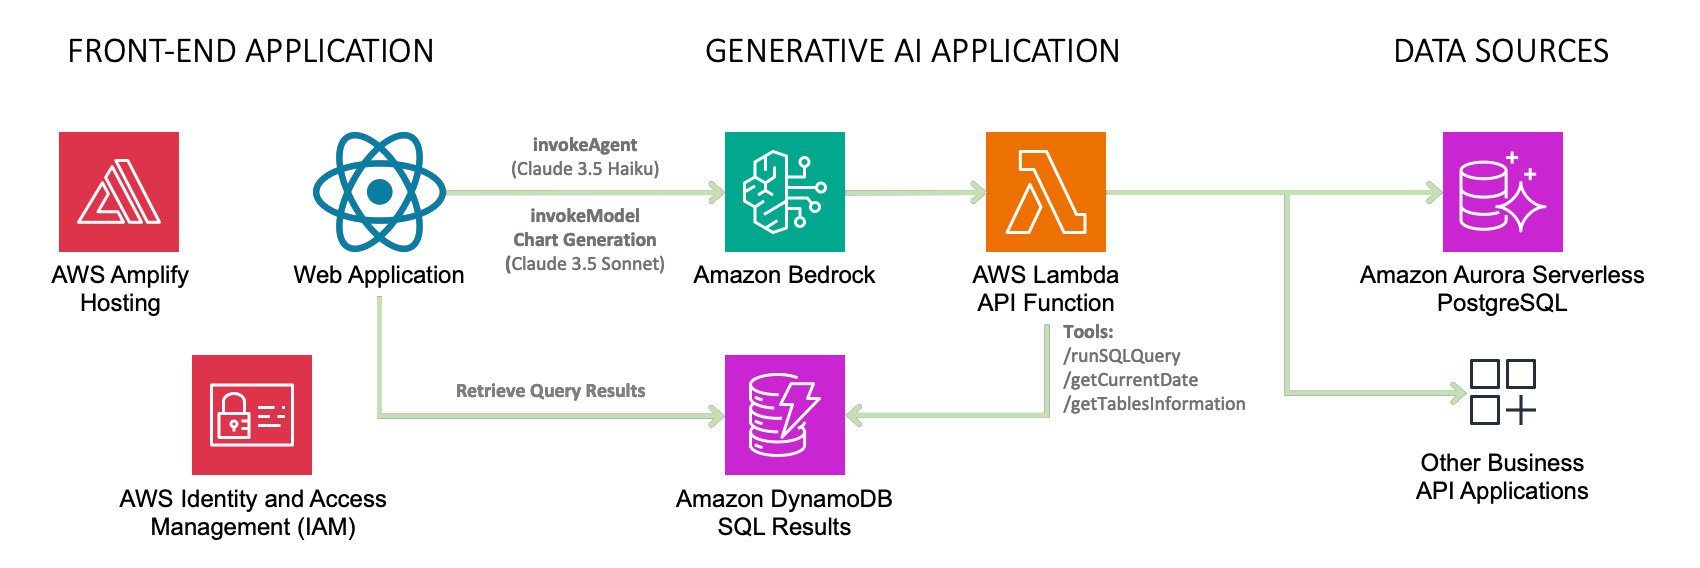 FRONT-END APPLICATION
GENERATIVE AI APPLICATION
DATA SOURCES
invokeAgent
(Claude 3.5 Haiku)
invokeModel
Chart Generation
(Claude 3.5 Sonnet)
AWS Amplify
Hosting
Web Application
Amazon Bedrock
AWS Lambda
API Function
Amazon Aurora Serverless
PostgreSQL
Tools:
/runSQLQuery
/getCurrentDate
/getTablesInformation
Retrieve Query Results
AWS Identity and Access
Management (IAM)
Amazon DynamoDB
SQL Results
Other Business
API Applications